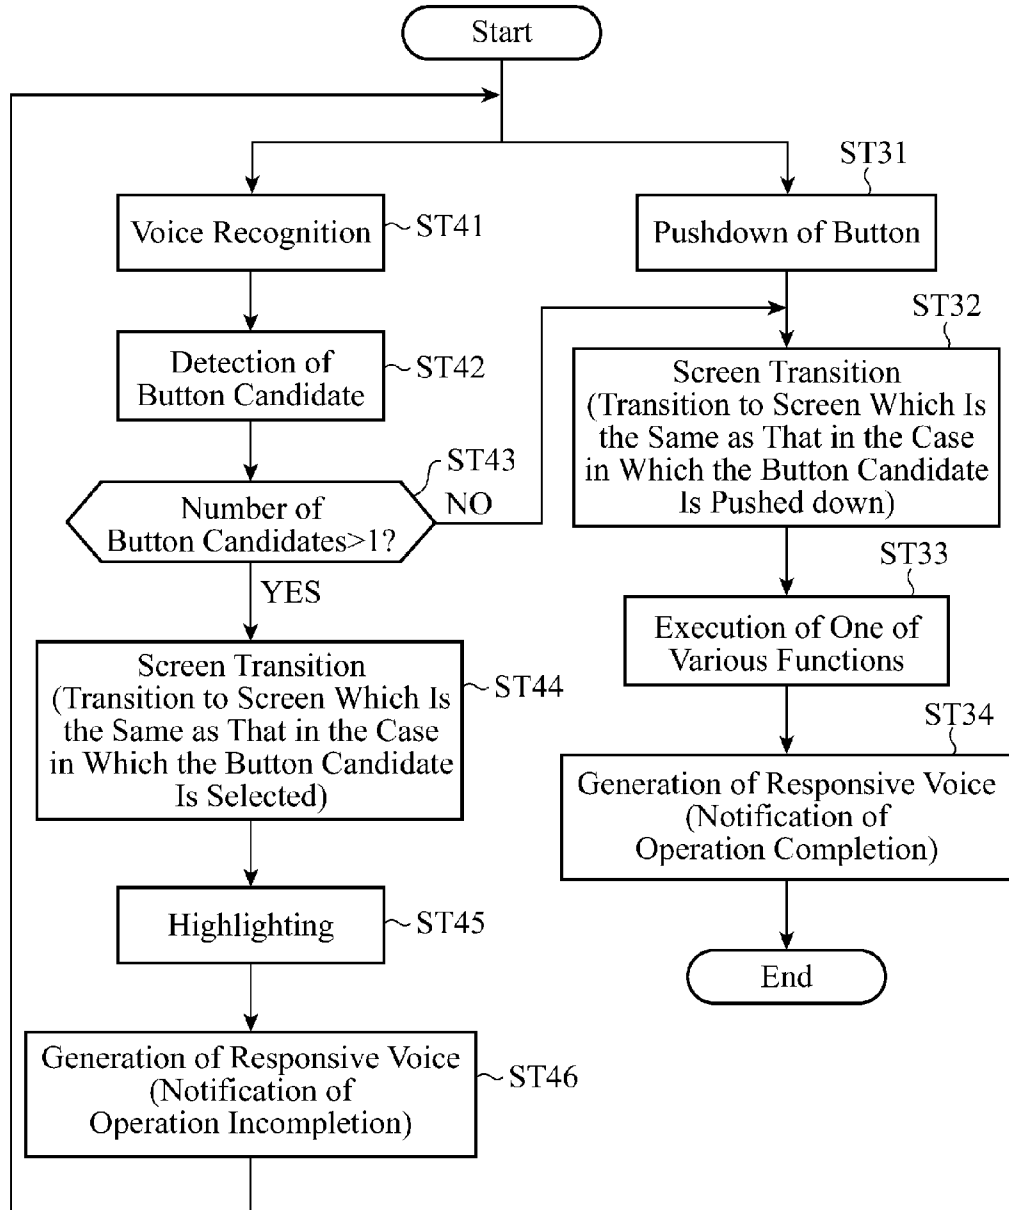 Start
ST31
Voice Recognition
ST41
Pushdown of Button
ST32
Detection of
Button Candidate
ST42
Screen Transition
(Transition to Screen Which Is
the Same as That in the Case
in Which the Button Candidate
Is Pushed down)
ST43
Number of
Button Candidates>1?
NO
YES
ST33
Execution of One of
Various Functions
Screen Transition
(Transition to Screen Which Is
the Same as That in the Case
in Which the Button Candidate
Is Selected)
ST44
ST34
Generation of Responsive Voice
(Notification of
Operation Completion)
Highlighting
ST45
End
Generation of Responsive Voice
(Notification of
Operation Incompletion)
ST46